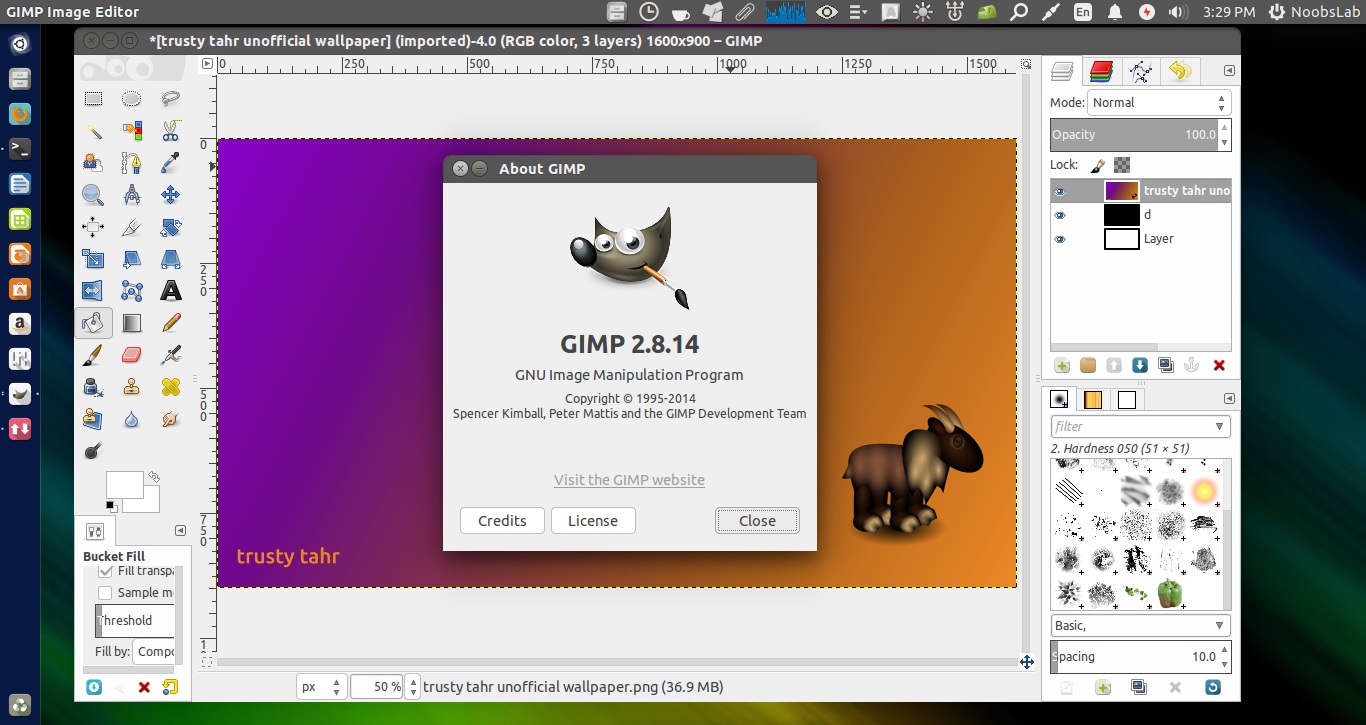 GIMP Image Editor
En
3:29 PM
NoobsLab
*[trusty tahr unofficial wallpaper] (imported)-4.0 (RGB color, 3 layers) 1600x900 – GIMP
0 250 500 750 1000 1250 1500
0
250
500
750
1
About GIMP
GIMP 2.8.14
GNU Image Manipulation Program
Copyright © 1995-2014
Spencer Kimball, Peter Mattis and the GIMP Development Team
Visit the GIMP website
Credits
License
Close
trusty tahr
Bucket Fill
Fill transpa
Sample m
Threshold
Fill by: Compo
px
50 %
trusty tahr unofficial wallpaper.png (36.9 MB)
Mode: Normal
Opacity 100.0
Lock:
trusty tahr uno
d
Layer
filter
2. Hardness 050 (51 × 51)
Basic,
Spacing 10.0